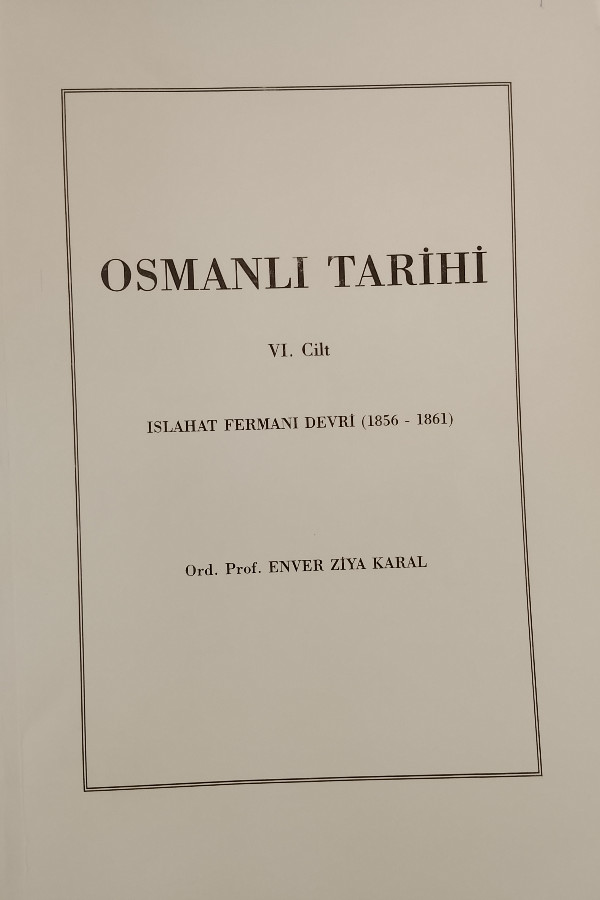 OSMANLI TARİHİ
VI. Cilt
ISLAHAT FERMANI DEVRİ (1856 - 1861)
Ord. Prof. ENVER ZİYA KARAL